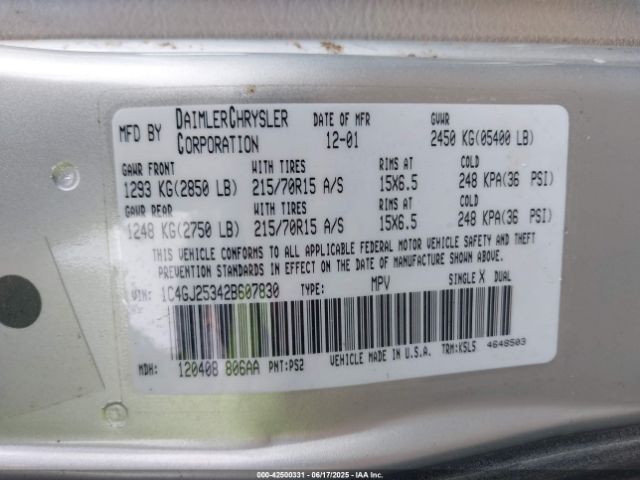 MFD BY DAIMLERCHRYSLER CORPORATION DATE OF MFR 12-01 GVWR 2450 KG(05400 LB)
GAWR FRONT WITH TIRES RIMS AT COLD
1293 KG(2850 LB) 215/70R15 A/S 15X6.5 248 KPA(36 PSI)
GAWR REAR WITH TIRES RIMS AT COLD
1248 KG(2750 LB) 215/70R15 A/S 15X6.5 248 KPA(36 PSI)
THIS VEHICLE CONFORMS TO ALL APPLICABLE FEDERAL MOTOR VEHICLE SAFETY AND THEFT
PREVENTION STANDARDS IN EFFECT ON THE DATE OF MANUFACTURE SHOWN ABOVE.
VIN: 1C4GJ25342B607830 TYPE: MPV SINGLE X DUAL
MDH: 120408 806AA PNT:PS2 VEHICLE MADE IN U.S.A. TRM:K5L5 4648503
000-42500331 - 06/17/2025 - IAA, Inc.